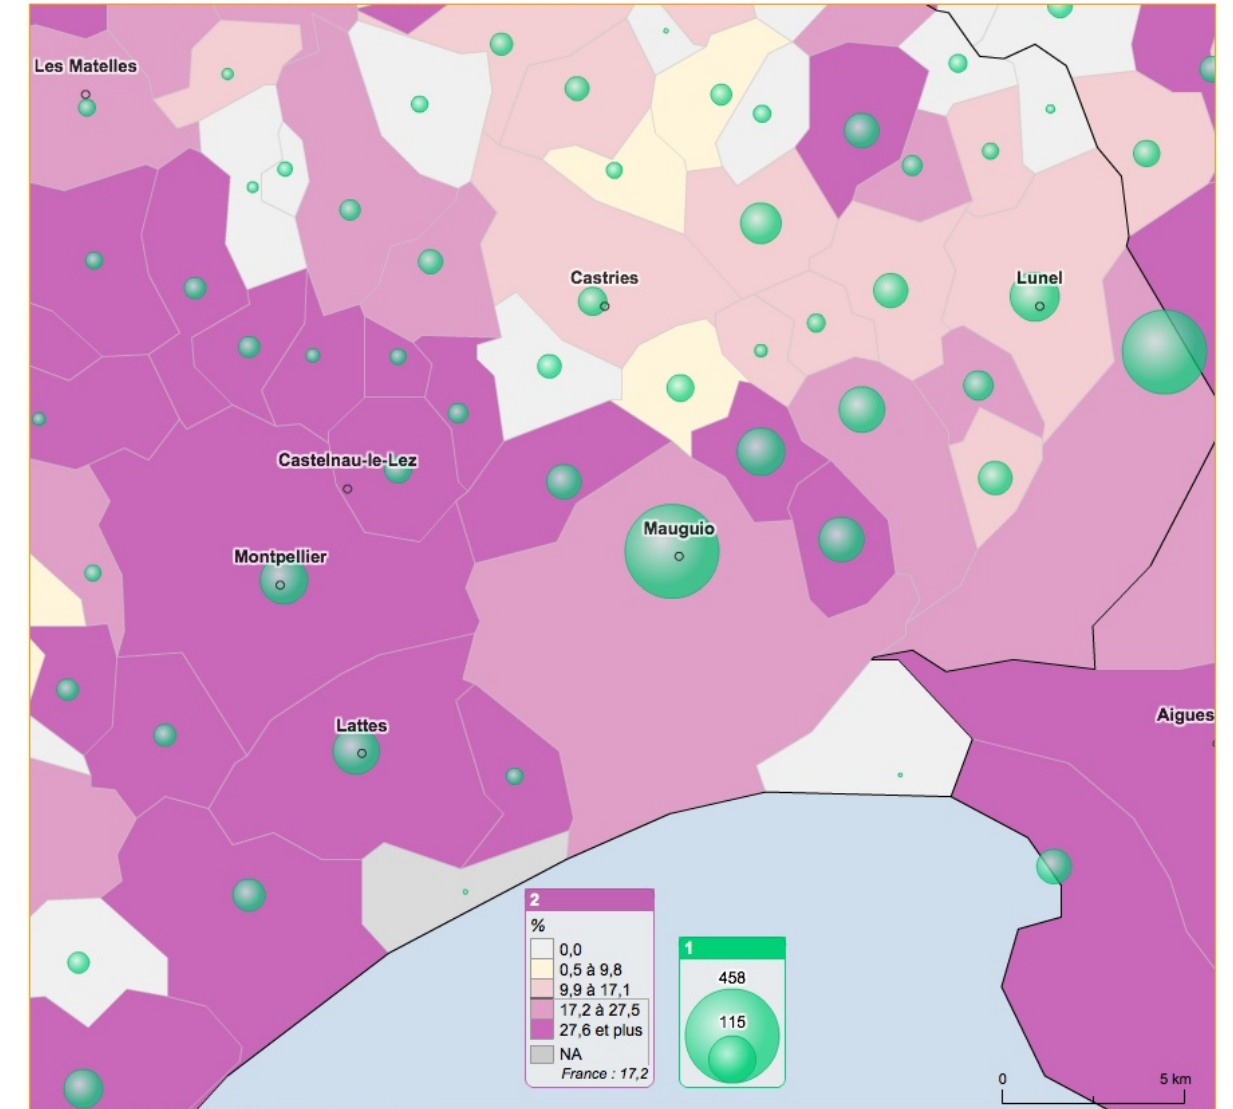 Les Matelles
Castries
Lunel
Castelnau-le-Lez
Mauguio
Montpellier
Aigues
Lattes
2
%
0,0
0,5 à 9,8
9,9 à 17,1
17,2 à 27,5
27,6 et plus
NA
France : 17,2
1
458
115
0
5 km